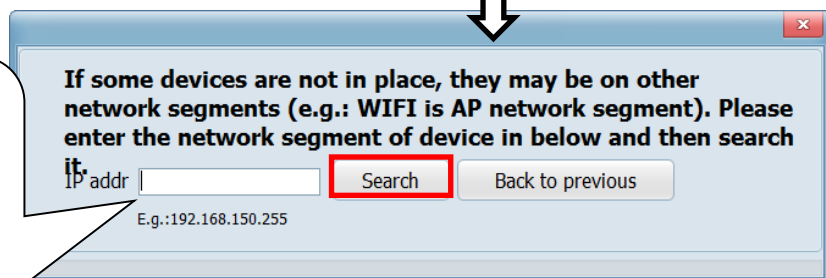 If some devices are not in place, they may be on other
network segments (e.g.: WIFI is AP network segment). Please
enter the network segment of device in below and then search
it.
IP addr Search Back to previous
E.g.:192.168.150.255